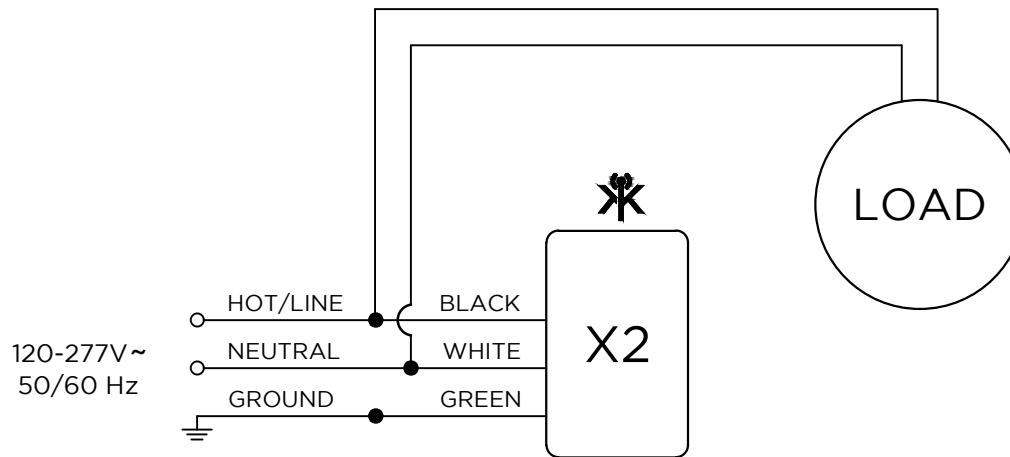 LOAD
HOT/LINE BLACK
120-277V~
50/60 Hz
NEUTRAL WHITE
X2
GROUND GREEN